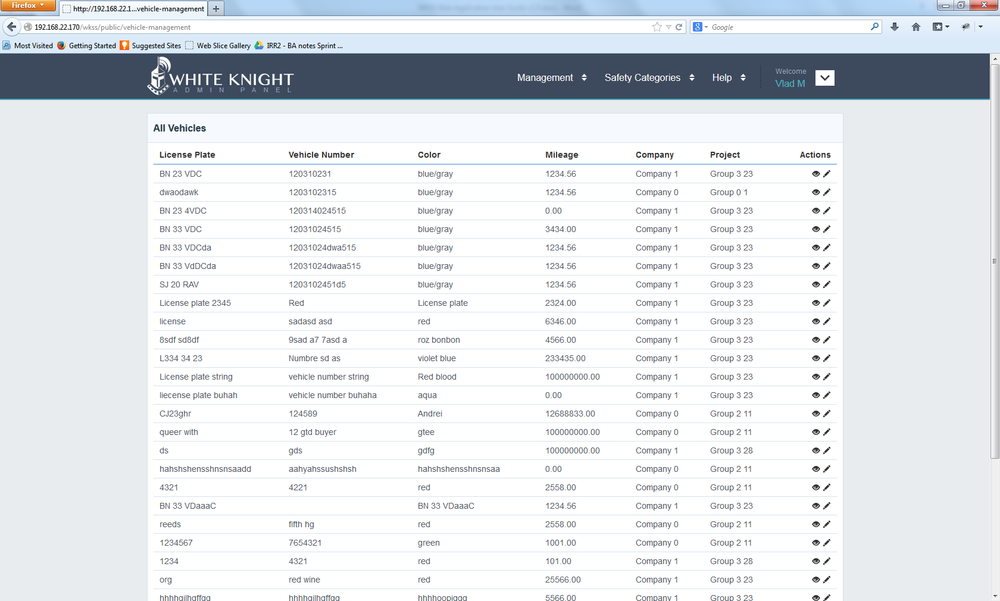 Firefox
http://192.168.22.1...vehicle-management
192.168.22.170/wkss/public/vehicle-management
Google
Most Visited Getting Started Suggested Sites Web Slice Gallery IRR2 - BA notes Sprint ...
WHITE KNIGHT
ADMIN PANEL
Management Safety Categories Help
Welcome
Vlad M
All Vehicles
License Plate Vehicle Number Color Mileage Company Project Actions
BN 23 VDC 120310231 blue/gray 1234.56 Company 1 Group 3 23
dwaodawk 1203102315 blue/gray 1234.56 Company 0 Group 0 1
BN 23 4VDC 120314024515 blue/gray 0.00 Company 1 Group 3 23
BN 33 VDC 12031024515 blue/gray 3434.00 Company 1 Group 3 23
BN 33 VDCda 12031024dwa515 blue/gray 1234.56 Company 1 Group 3 23
BN 33 VdDCda 12031024dwaa515 blue/gray 1234.56 Company 1 Group 3 23
SJ 20 RAV 1203102451d5 blue/gray 1234.56 Company 1 Group 3 23
License plate 2345 Red License plate 2324.00 Company 1 Group 3 23
license sadasd asd red 6346.00 Company 1 Group 3 23
8sdf sd8df 9sad a7 7asd a roz bonbon 4566.00 Company 1 Group 3 23
L334 34 23 Numbre sd as violet blue 233435.00 Company 1 Group 3 23
License plate string vehicle number string Red blood 100000000.00 Company 1 Group 3 23
liecense plate buhah vehicle number buhaha aqua 0.00 Company 1 Group 3 23
CJ23ghr 124589 Andrei 12688833.00 Company 0 Group 2 11
queer with 12 gtd buyer gtee 100000000.00 Company 0 Group 2 11
ds gds gdfg 100000000.00 Company 1 Group 3 28
hahshshensshnsnsaadd aahyahssushshsh hahshshensshnsnsaa 0.00 Company 0 Group 2 11
4321 4221 red 2558.00 Company 0 Group 2 11
BN 33 VDaaaC BN 33 VDaaaC 1234.56 Company 1 Group 3 23
reeds fifth hg red 2558.00 Company 0 Group 2 11
1234567 7654321 green 1001.00 Company 0 Group 2 11
1234 4321 red 101.00 Company 1 Group 3 28
org red wine red 25566.00 Company 1 Group 3 23
5566.00 Company 1 Group 3 23